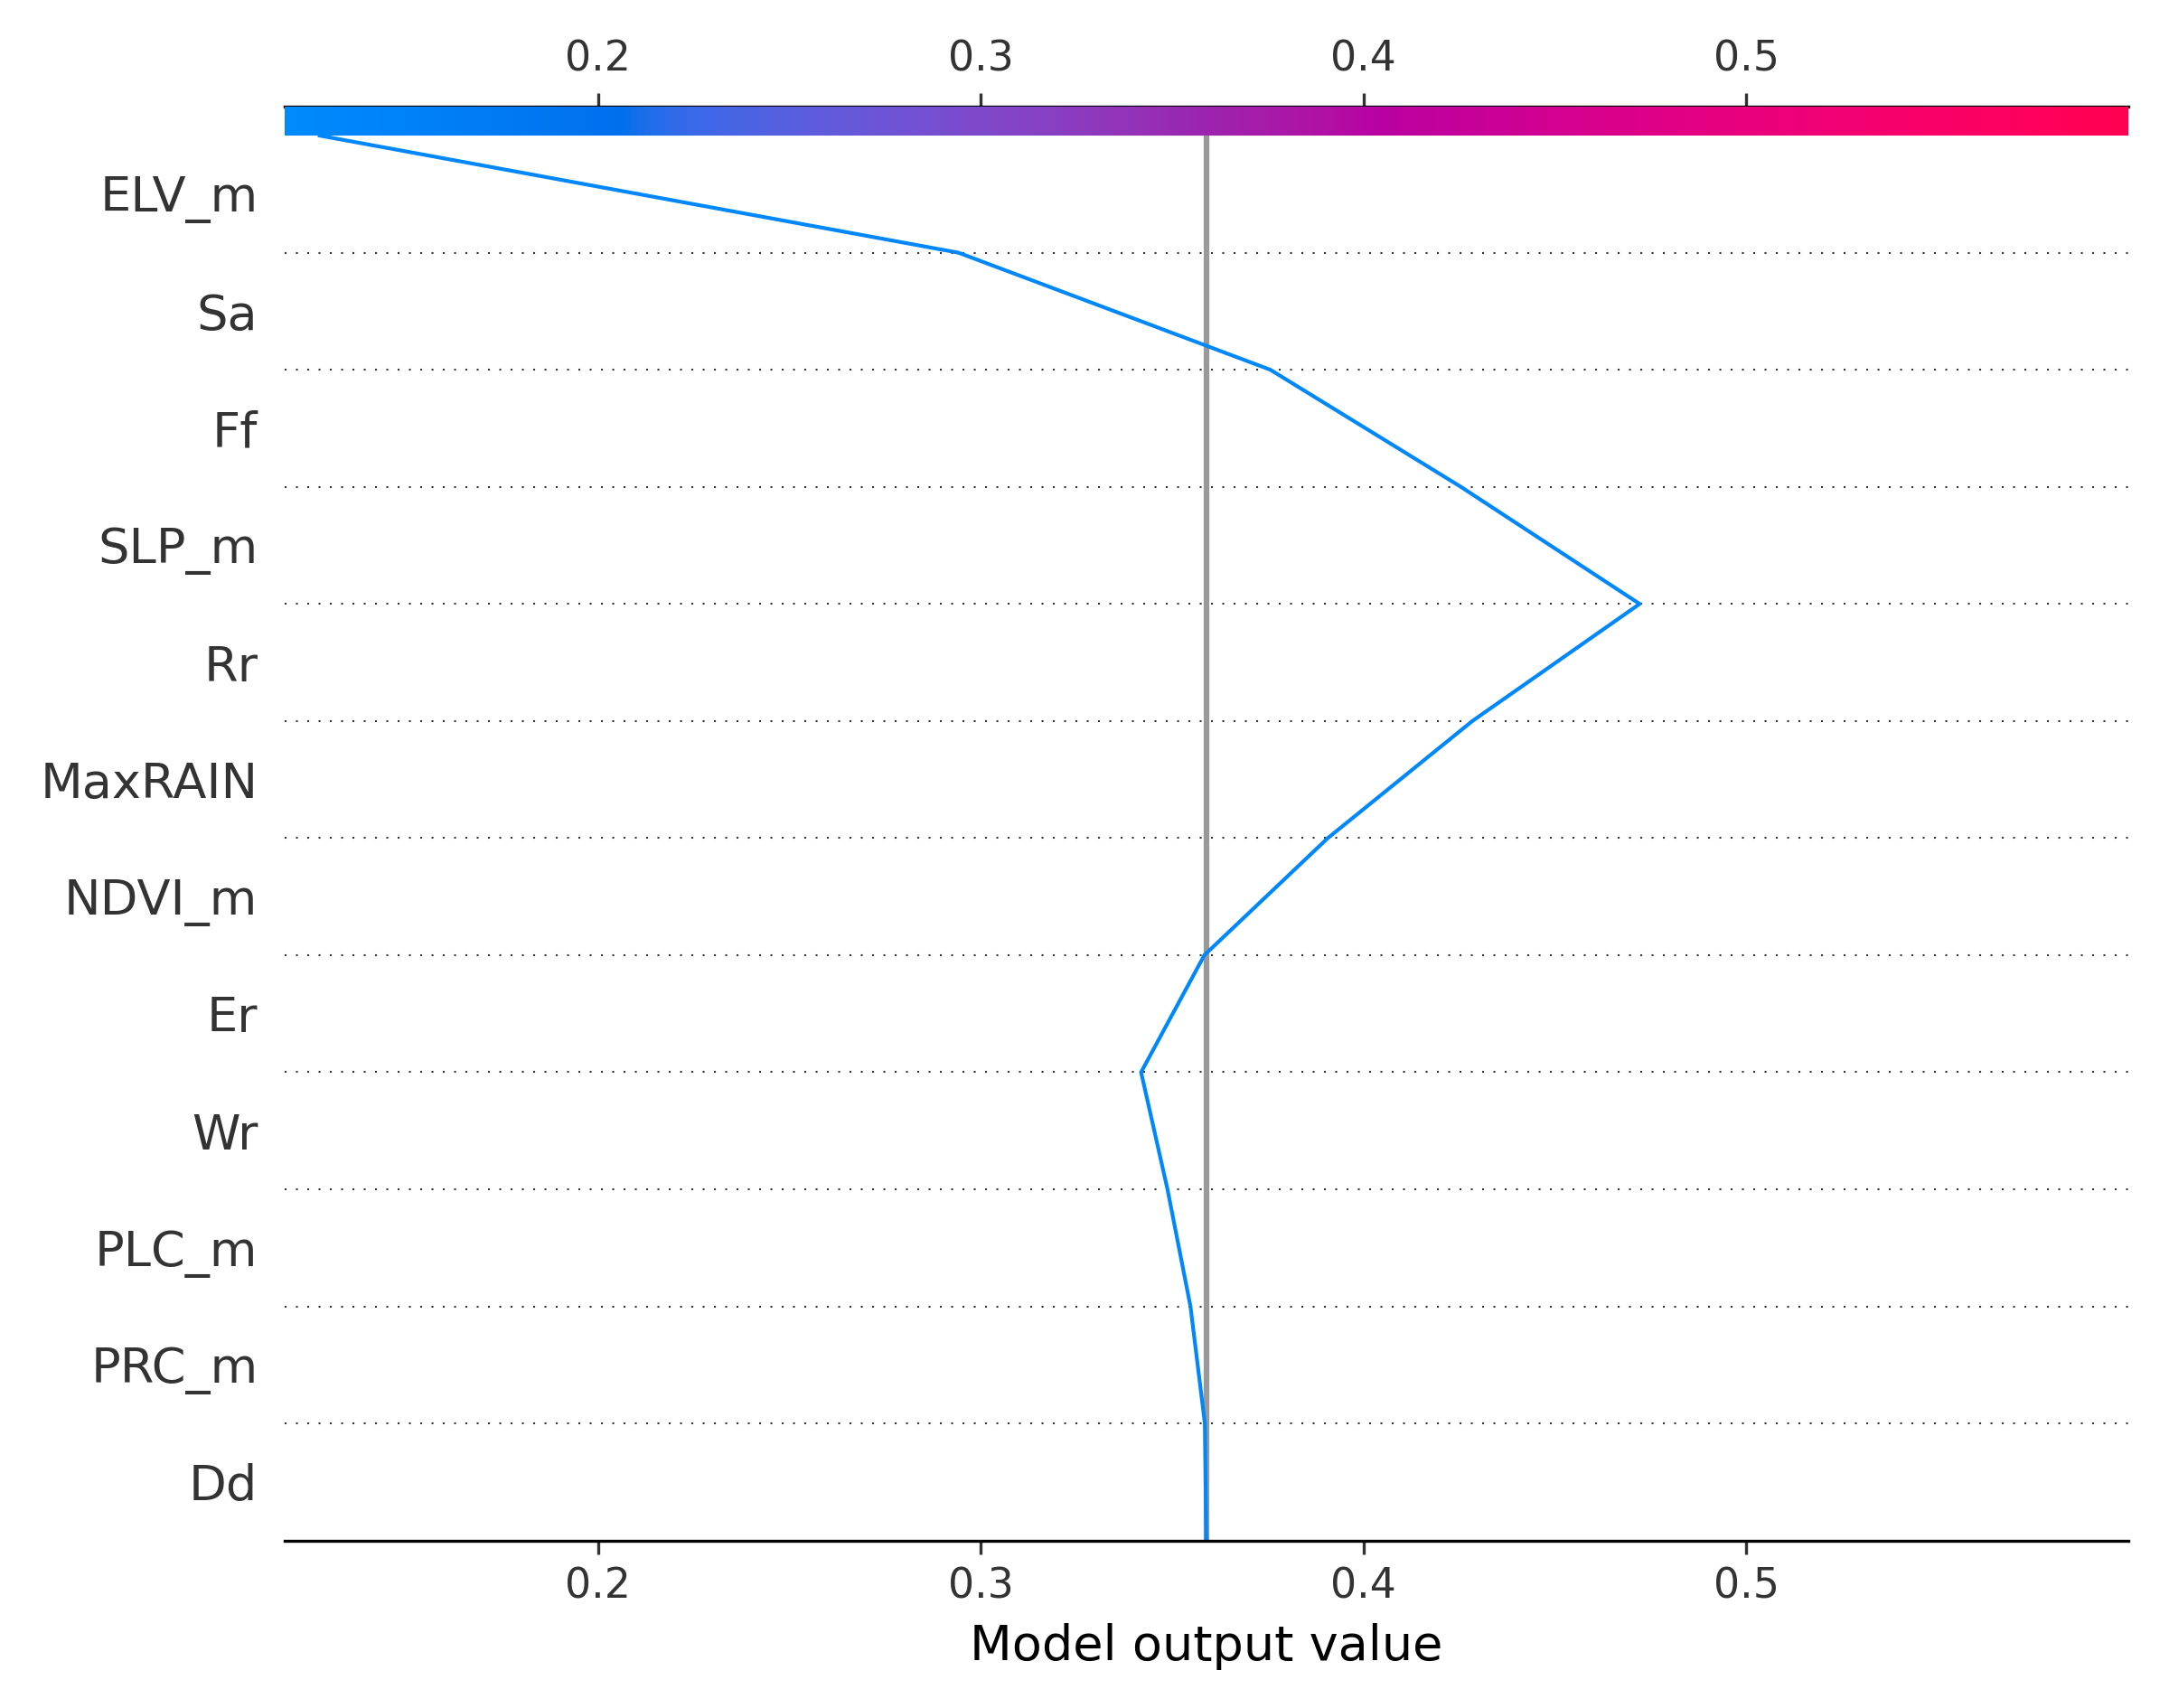 0.2 0.3 0.4 0.5
ELV_m
Sa
Ff
SLP_m
Rr
MaxRAIN
NDVI_m
Er
Wr
PLC_m
PRC_m
Dd
0.2 0.3 0.4 0.5
Model output value